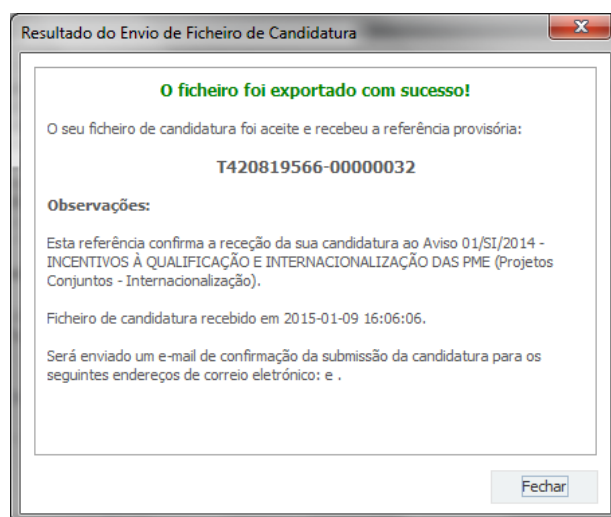 Resultado do Envio de Ficheiro de Candidatura
O ficheiro foi exportado com sucesso!
O seu ficheiro de candidatura foi aceite e recebeu a referência provisória:
T420819566-00000032
Observações:
Esta referência confirma a receção da sua candidatura ao Aviso 01/SI/2014 -
INCENTIVOS À QUALIFICAÇÃO E INTERNACIONALIZAÇÃO DAS PME (Projetos
Conjuntos - Internacionalização).
Ficheiro de candidatura recebido em 2015-01-09 16:06:06.
Será enviado um e-mail de confirmação da submissão da candidatura para os
seguintes endereços de correio eletrónico: e .
Fechar